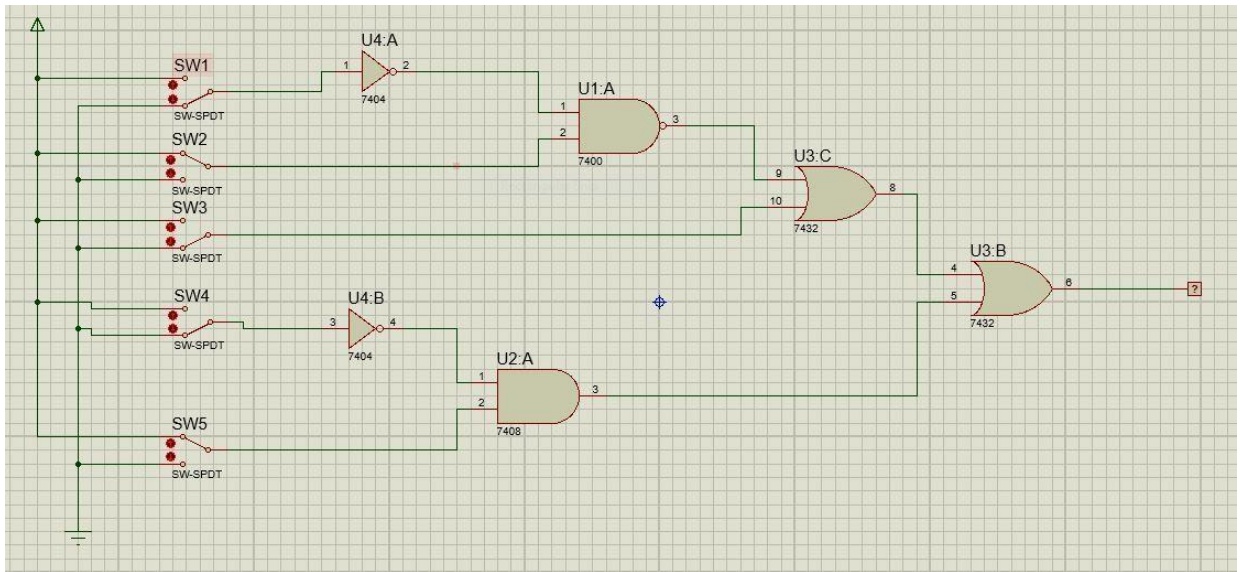 U4:A
1
2
7404
SW1
SW-SPDT
U1:A
1
2
3
7400
SW2
SW-SPDT
U3:C
9
10
8
7432
SW3
SW-SPDT
U3:B
4
5
6
7432
?
SW4
SW-SPDT
U4:B
3
4
7404
U2:A
1
2
3
7408
SW5
SW-SPDT